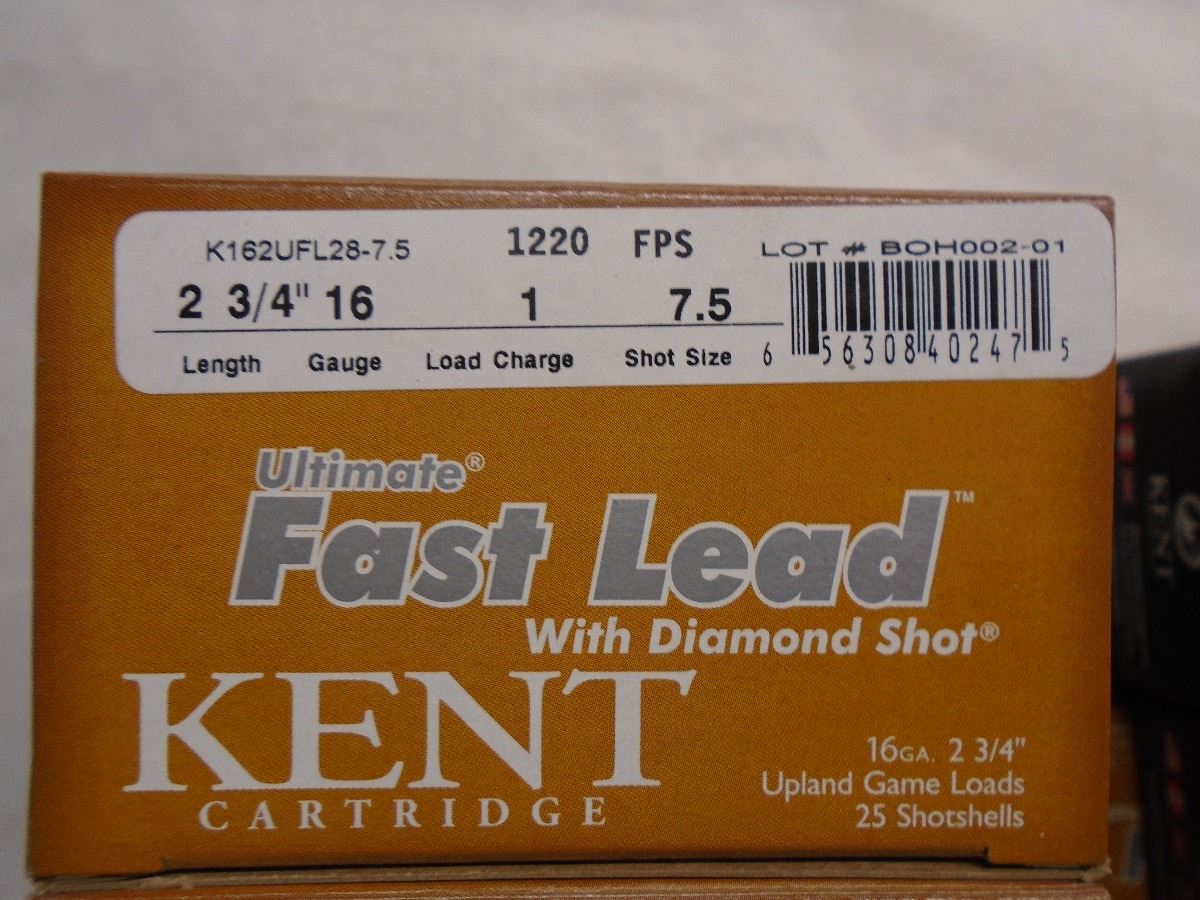 K162UFL28-7.5 1220 FPS LOT # BOH002-01
2 3/4" 16 1 7.5
Length Gauge Load Charge Shot Size
6 56308 40247 5
Ultimate®
Fast Lead™
With Diamond Shot®
KENT
CARTRIDGE
16GA. 2 3/4"
Upland Game Loads
25 Shotshells
KENT